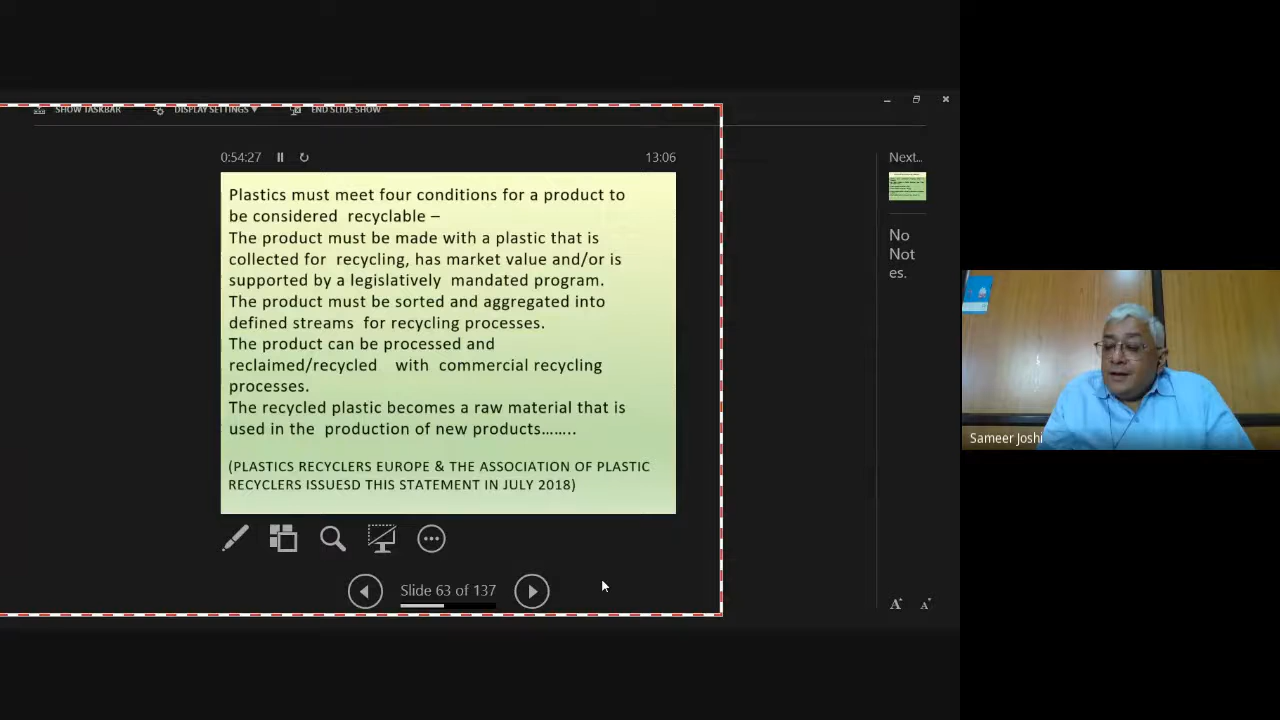 SHOW TASKBAR DISPLAY SETTINGS END SLIDE SHOW
0:54:27 13:06
Plastics must meet four conditions for a product to
be considered recyclable –
The product must be made with a plastic that is
collected for recycling, has market value and/or is
supported by a legislatively mandated program.
The product must be sorted and aggregated into
defined streams for recycling processes.
The product can be processed and
reclaimed/recycled with commercial recycling
processes.
The recycled plastic becomes a raw material that is
used in the production of new products……..
(PLASTICS RECYCLERS EUROPE & THE ASSOCIATION OF PLASTIC
RECYCLERS ISSUESD THIS STATEMENT IN JULY 2018)
Slide 63 of 137
Next...
No
Not
es.
A A
Sameer Joshi